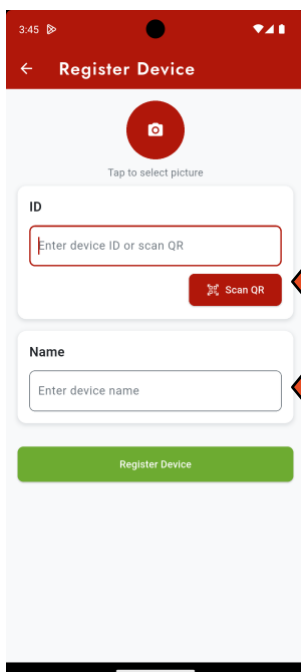 3:45
Register Device
Tap to select picture
ID
Enter device ID or scan QR
Scan QR
Name
Enter device name
Register Device